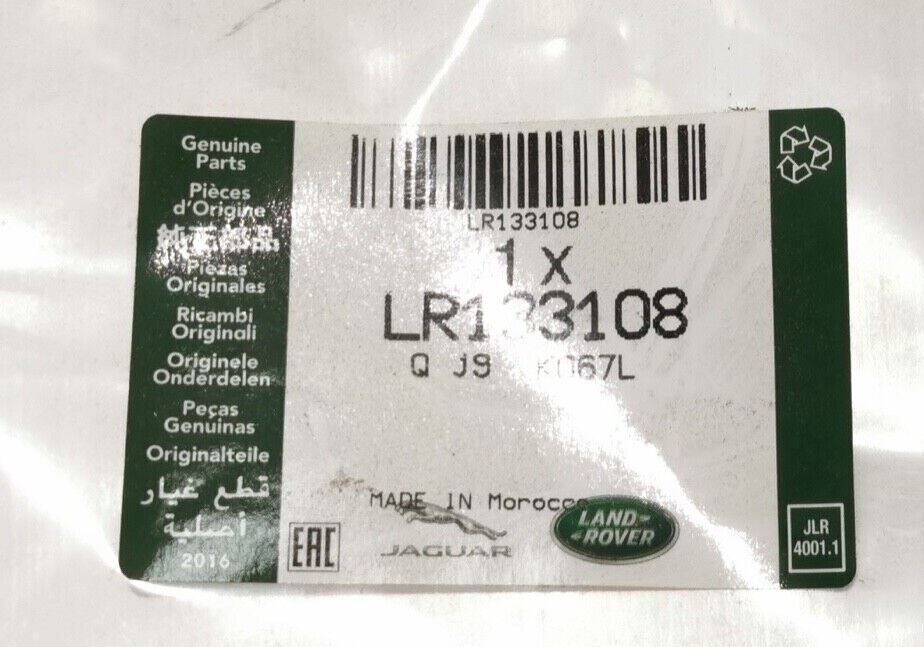 Genuine
Parts
Pièces
d'Origine
Piezas
Originales
Ricambi
Originali
Originele
Onderdelen
Peças
Genuinas
Originalteile
قطع غيار
أصلية
2016
LR133108
1 X
LR133108
Q J9 K067L
MADE IN Morocco
EAC
JAGUAR
LAND-
ROVER
JLR
4001.1